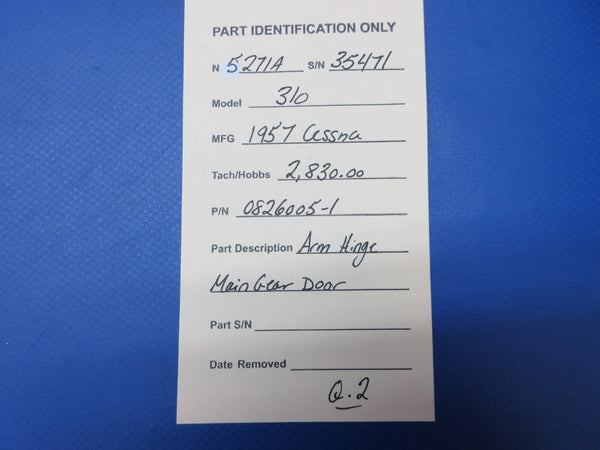 PART IDENTIFICATION ONLY
N 5271A S/N 35471
Model 310
MFG 1957 Cessna
Tach/Hobbs 2,830.00
P/N 0826005-1
Part Description Arm Hinge
Main Gear Door
Part S/N
Date Removed
Q.2